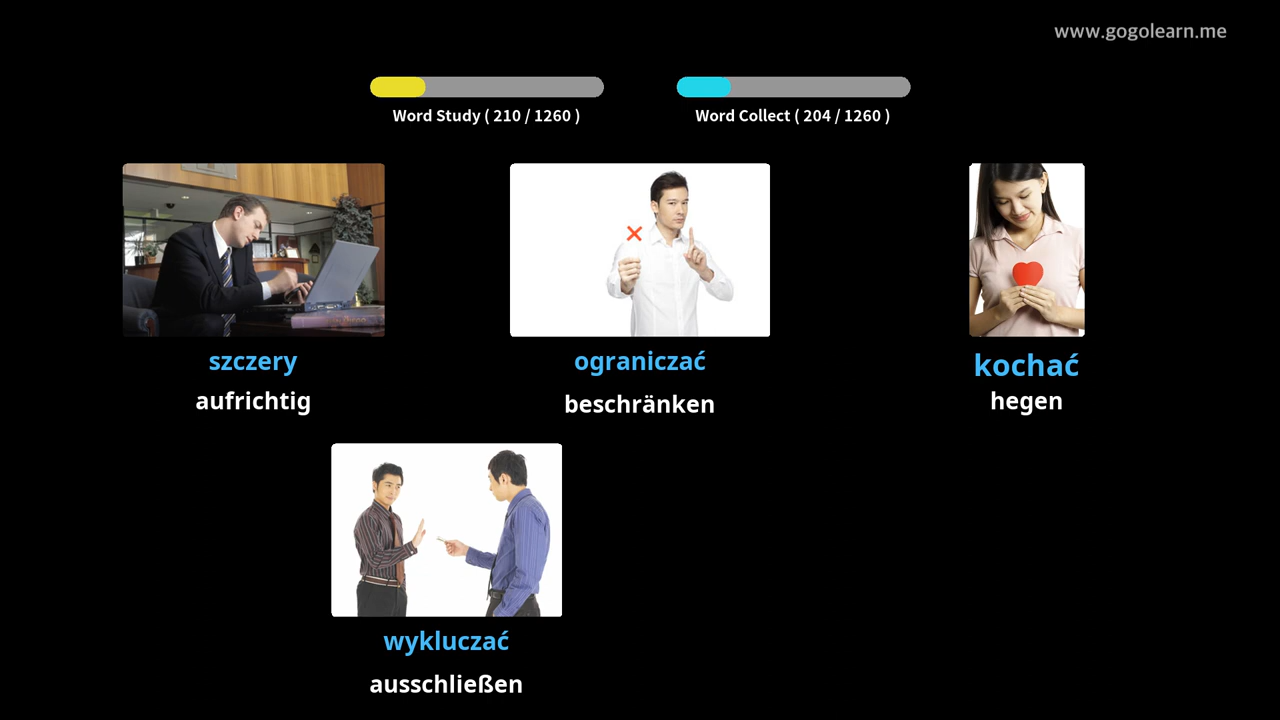 www.gogolearn.me
Word Study ( 210 / 1260 )
Word Collect ( 204 / 1260 )
szczery
aufrichtig
ograniczać
beschränken
kochać
hegen
wykluczać
ausschließen